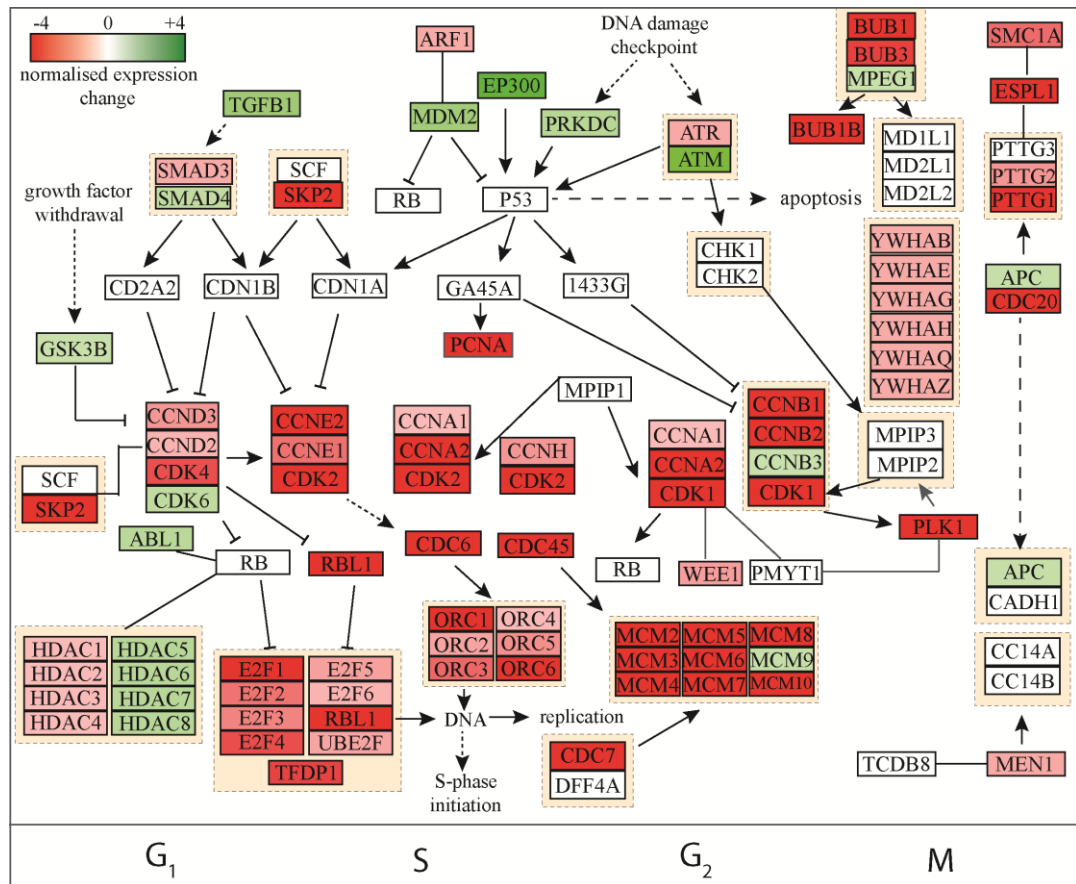 -4 0 +4
normalised expression
change
TGFB1
SMAD3
SMAD4
growth factor
withdrawal
SCF
SKP2
CD2A2
CDN1B
CDN1A
GSK3B
ARF1
MDM2
EP300
RB
P53
DNA damage
checkpoint
PRKDC
ATR
ATM
apoptosis
CHK1
CHK2
GA45A
1433G
PCNA
BUB1
BUB3
MPEG1
BUB1B
MD1L1
MD2L1
MD2L2
SMC1A
ESPL1
PTTG3
PTTG2
PTTG1
YWHAB
YWHAE
YWHAG
YWHAH
YWHAQ
YWHAZ
APC
CDC20
CCND3
CCND2
CDK4
CDK6
SCF
SKP2
CCNE2
CCNE1
CDK2
CCNA1
CCNA2
CDK2
MPIP1
CCNH
CDK2
CCNA1
CCNA2
CDK1
CCNB1
CCNB2
CCNB3
CDK1
MPIP3
MPIP2
PLK1
ABL1
RB
RBL1
CDC6
CDC45
RB
WEE1
PMYT1
APC
CADH1
HDAC1 HDAC5
HDAC2 HDAC6
HDAC3 HDAC7
HDAC4 HDAC8
E2F1 E2F5
E2F2 E2F6
E2F3 RBL1
E2F4 UBE2F
TFDP1
ORC1 ORC4
ORC2 ORC5
ORC3 ORC6
DNA
replication
S-phase
initiation
MCM2 MCM5 MCM8
MCM3 MCM6 MCM9
MCM4 MCM7 MCM10
CDC7
DFF4A
CC14A
CC14B
TCDB8
MEN1
G1 S G2 M